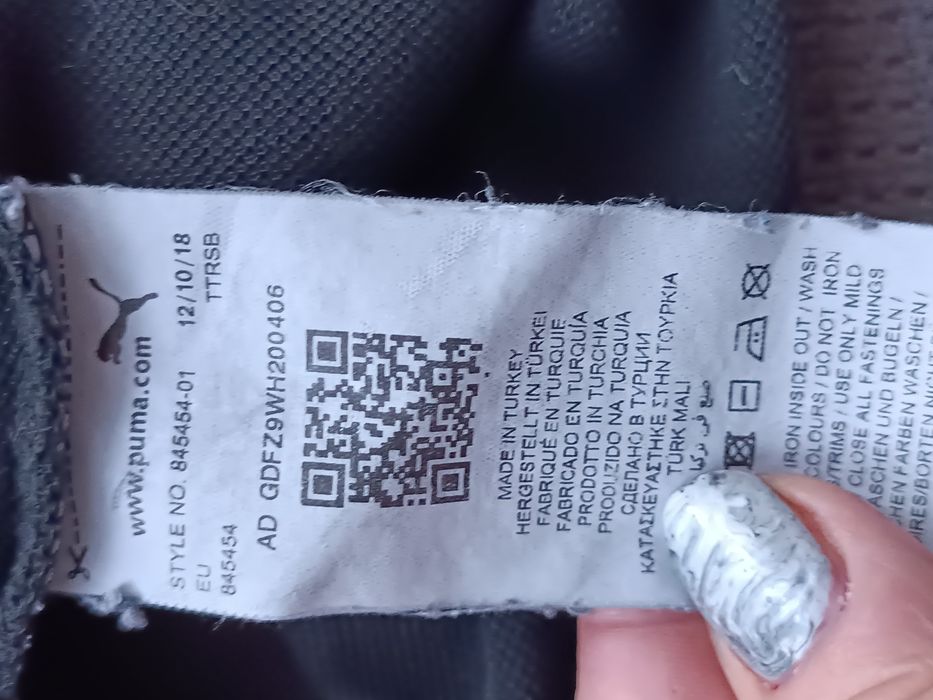 www.puma.com
STYLE NO. 845454-01 12/10/18
EU TTRSB
845454
AD GDFZ9WH200406
MADE IN TURKEY
HERGESTELLT IN TÜRKEI
FABRIQUÉ EN TURQUIE
FABRICADO EN TURQUÍA
PRODOTTO IN TURCHIA
PRODUZIDO NA TURQUIA
СДЕЛАНО В ТУРЦИИ
ΚΑΤΑΣΚΕΥΑΣΤΗΚΕ ΣΤΗΝ ΤΟΥΡΚΙΑ
TÜRK MALI
صنع في تركيا
IRON INSIDE OUT / WASH
COLOURS / DO NOT IRON
/ USE ONLY MILD
CLOSE ALL FASTENINGS
UND BÜGELN /
FARBEN WASCHEN /